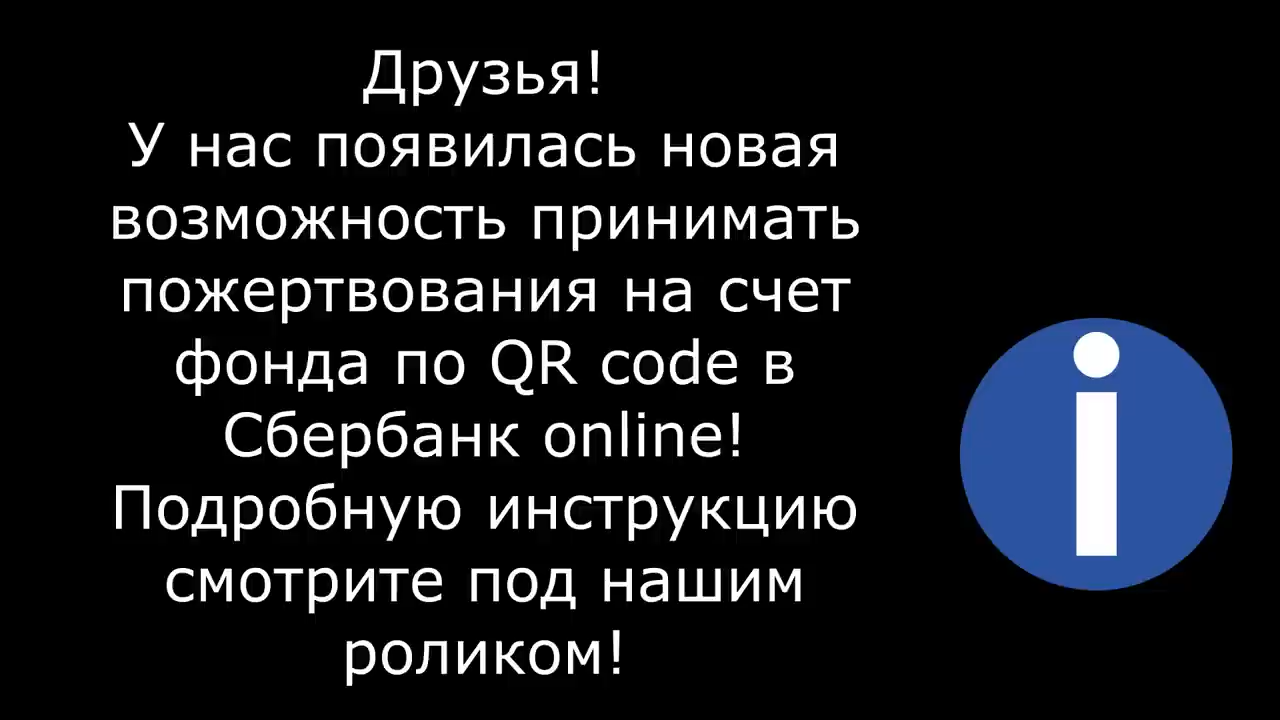 Друзья!
У нас появилась новая
возможность принимать
пожертвования на счет
фонда по QR code в
Сбербанк online!
Подробную инструкцию
смотрите под нашим
роликом!
i